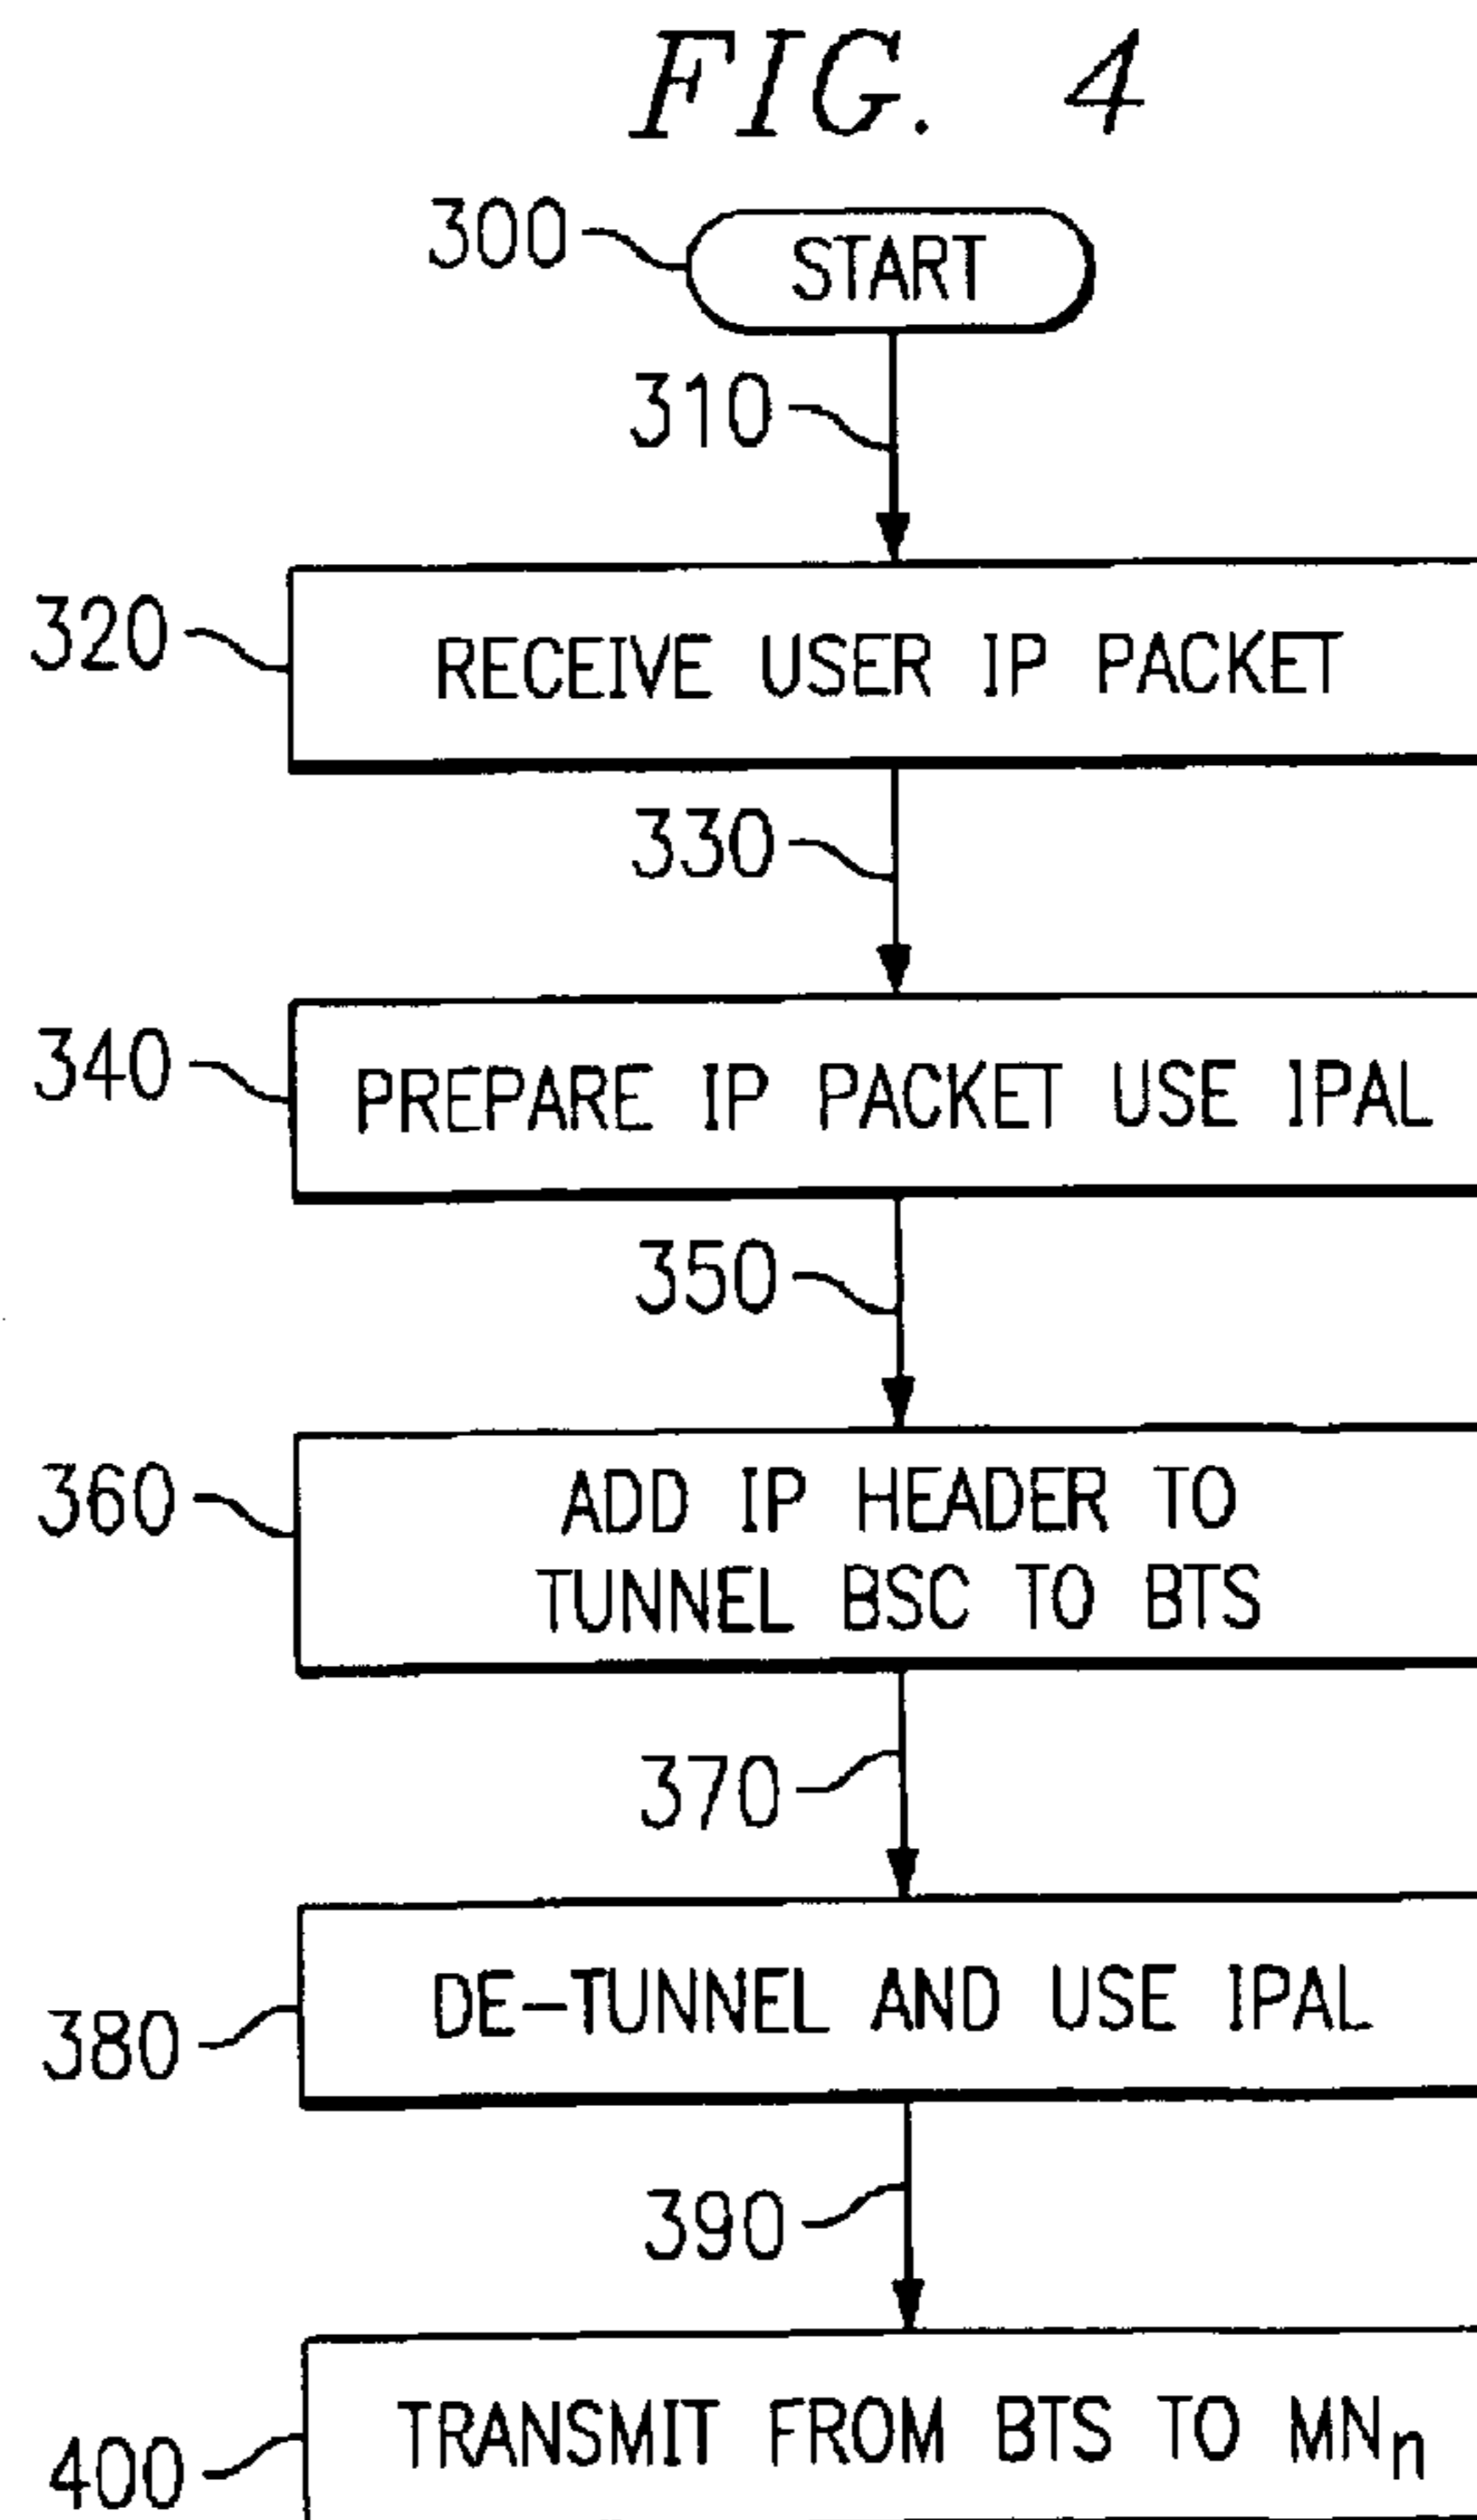 FIG. 4
300
START
310
320
RECEIVE USER IP PACKET
330
340
PREPARE IP PACKET USE IPAL
350
360
ADD IP HEADER TO
TUNNEL BSC TO BTS
370
380
DE-TUNNEL AND USE IPAL
390
400
TRANSMIT FROM BTS TO MNn